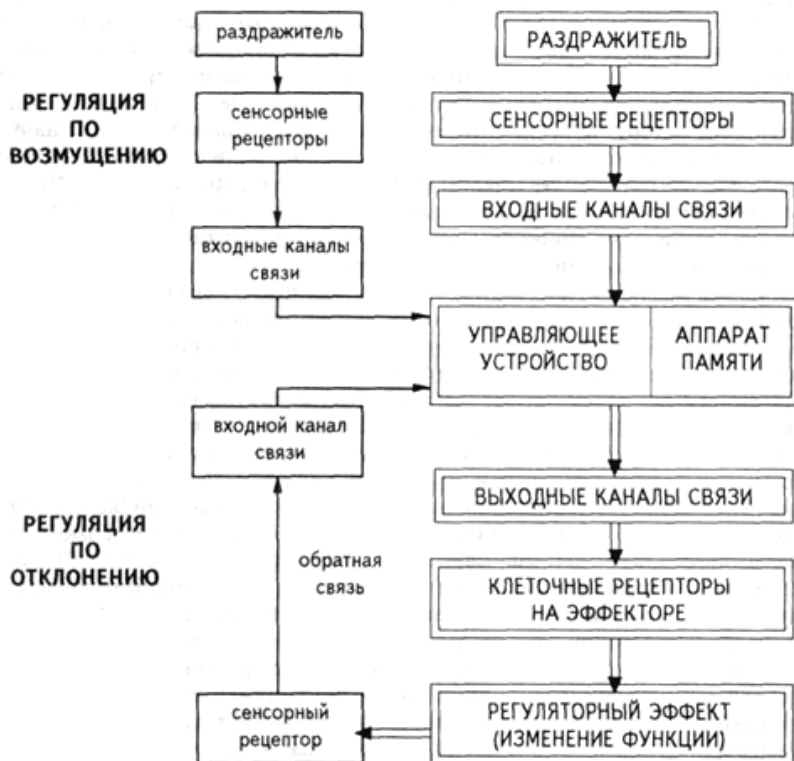 раздражитель
РАЗДРАЖИТЕЛЬ
РЕГУЛЯЦИЯ
ПО
ВОЗМУЩЕНИЮ
сенсорные
рецепторы
СЕНСОРНЫЕ РЕЦЕПТОРЫ
входные каналы
связи
ВХОДНЫЕ КАНАЛЫ СВЯЗИ
УПРАВЛЯЮЩЕЕ
УСТРОЙСТВО
АППАРАТ
ПАМЯТИ
входной канал
связи
ВЫХОДНЫЕ КАНАЛЫ СВЯЗИ
РЕГУЛЯЦИЯ
ПО
ОТКЛОНЕНИЮ
обратная
связь
КЛЕТОЧНЫЕ РЕЦЕПТОРЫ
НА ЭФФЕКТОРЕ
сенсорный
рецептор
РЕГУЛЯТОРНЫЙ ЭФФЕКТ
(ИЗМЕНЕНИЕ ФУНКЦИИ)